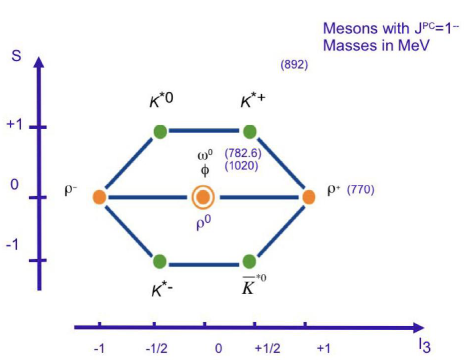 Mesons with J^PC=1^--
Masses in MeV
S
(892)
K*0 K*+
+1
ω⁰ (782.6)
ϕ (1020)
0
ρ⁻ ρ⁺ (770)
ρ⁰
-1
K*- K̅*⁰
-1 -1/2 0 +1/2 +1
I₃